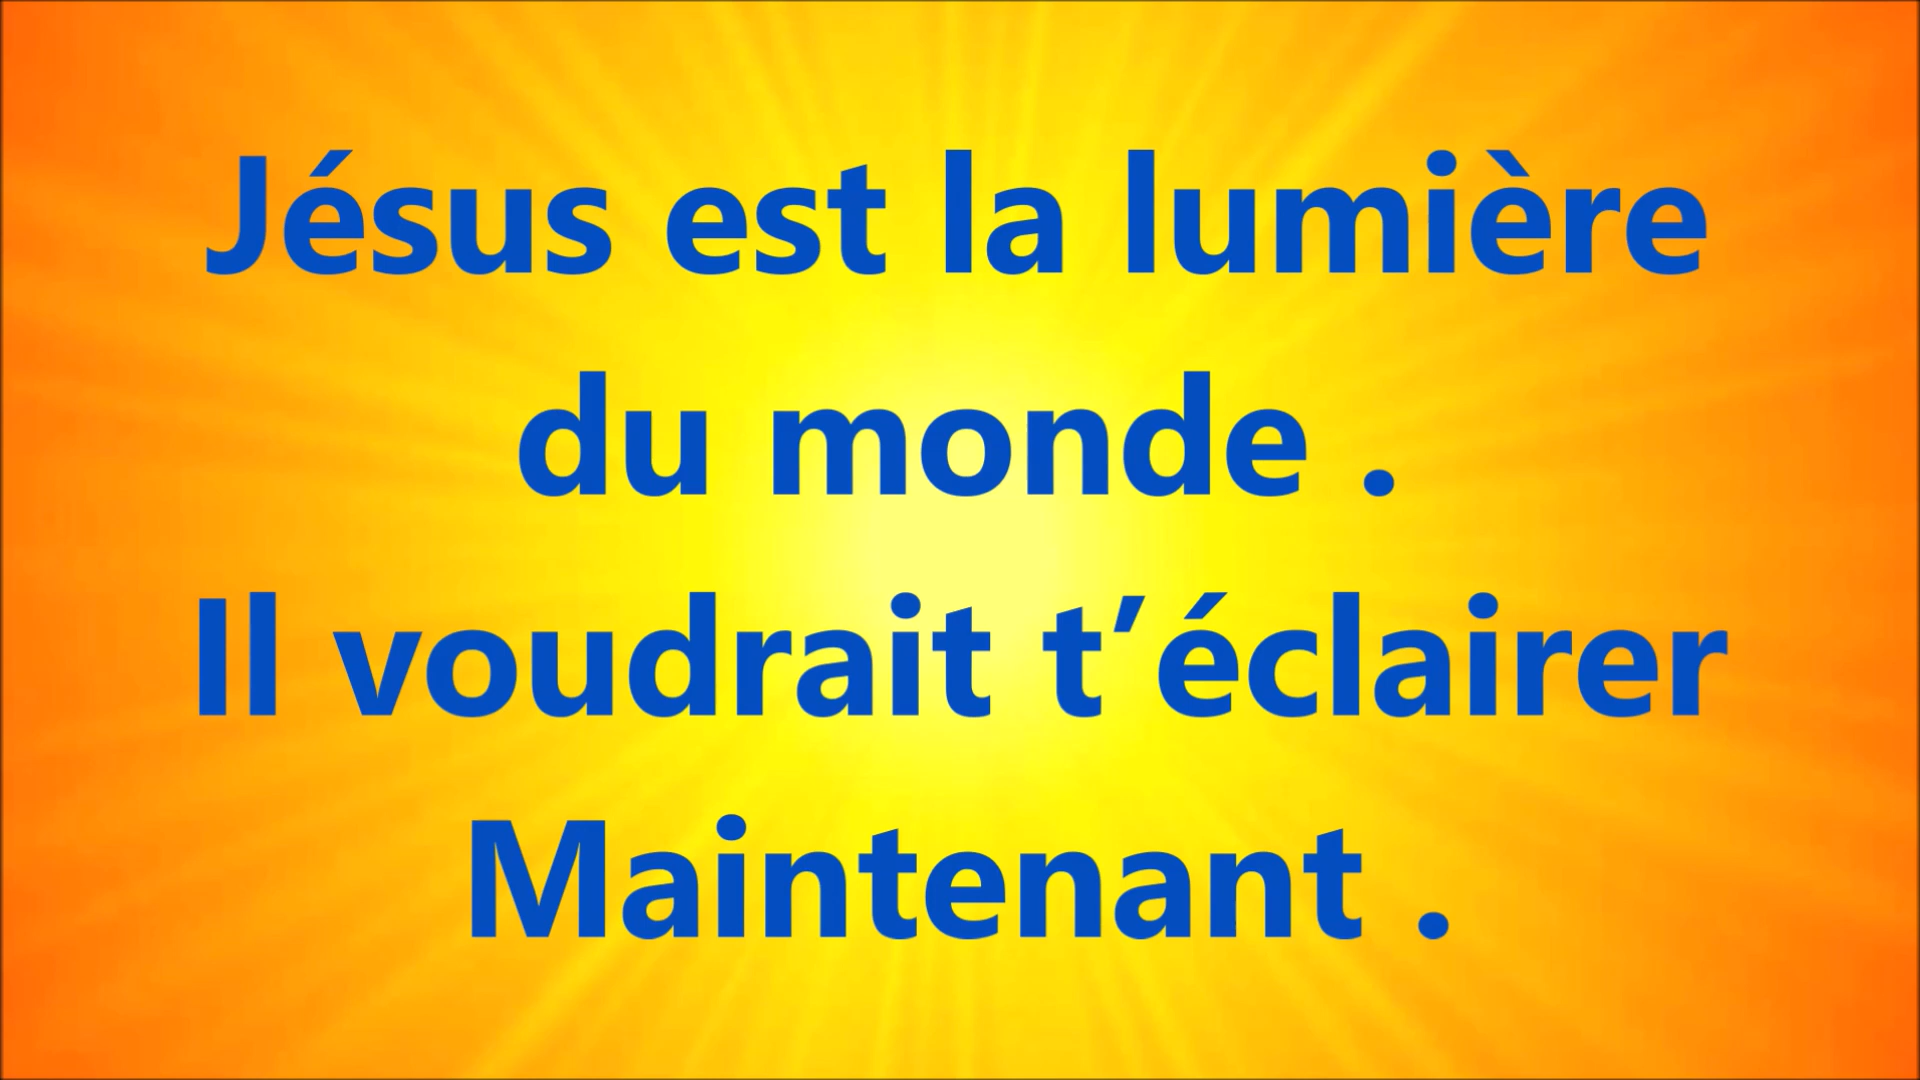 Jésus est la lumière
du monde .
Il voudrait t’éclairer
Maintenant .